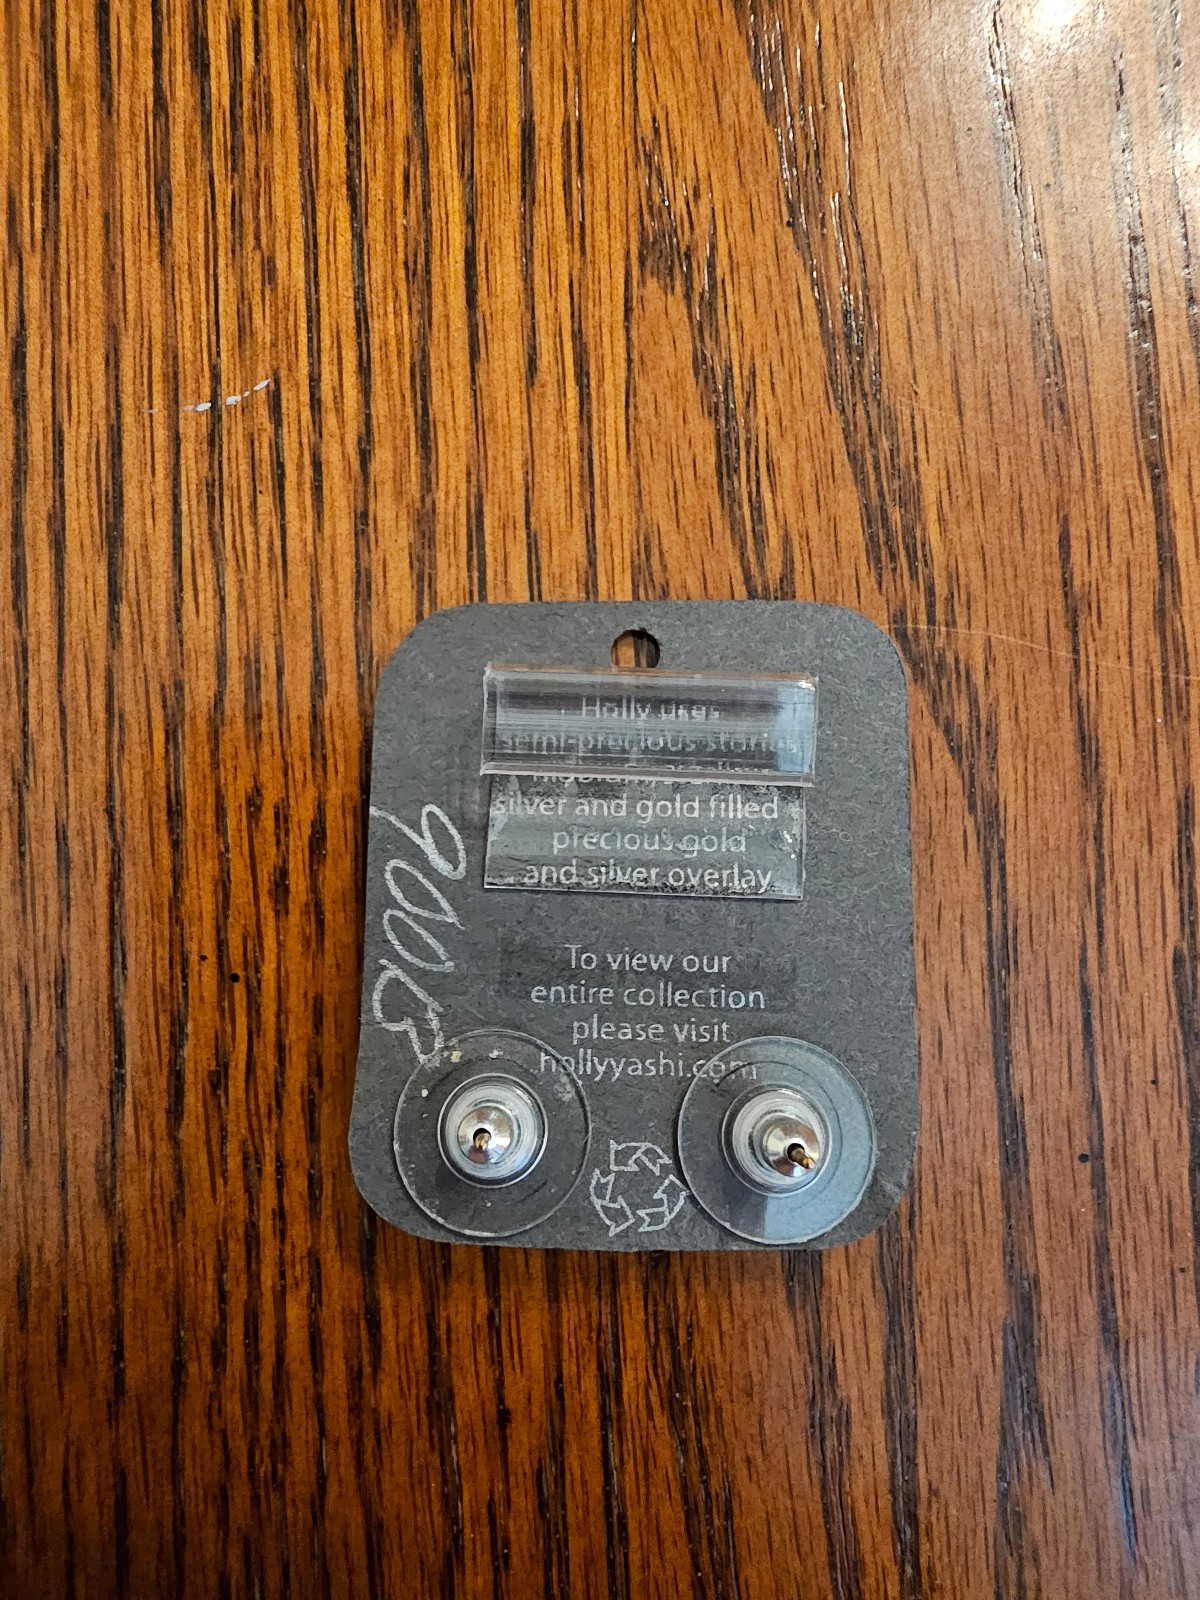 Holly uses
semi-precious stones
silver and gold filled
precious gold
and silver overlay
To view our
entire collection
please visit
hollyyashi.com